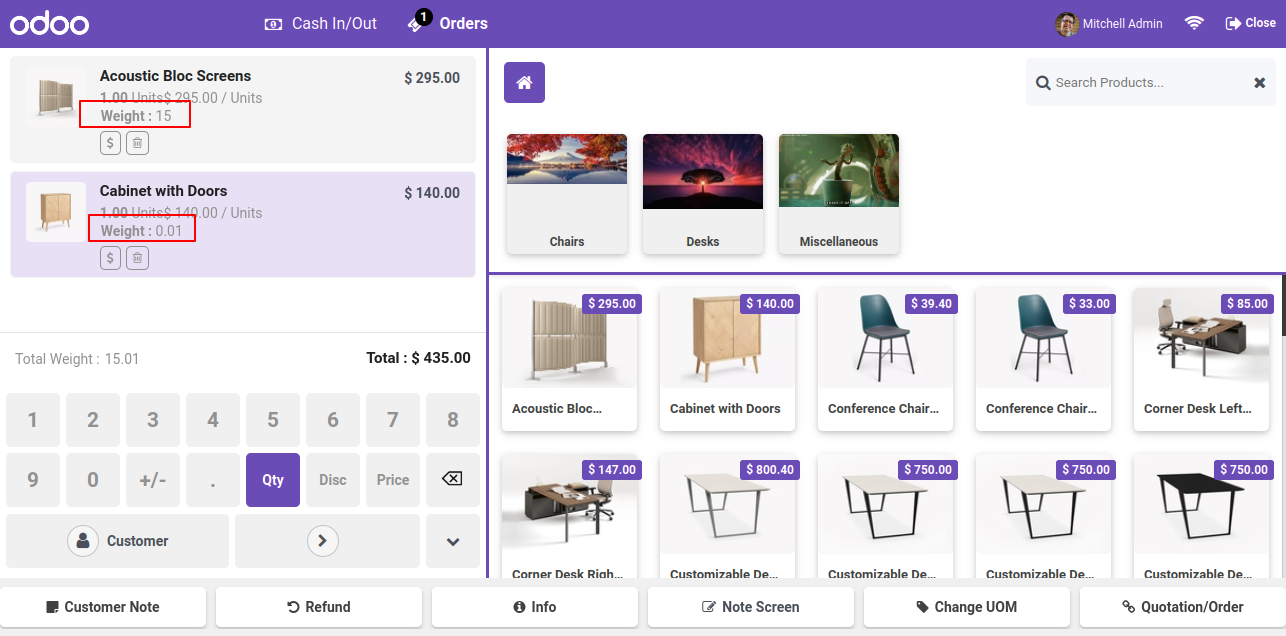 odoo
Cash In/Out
1
Orders
Mitchell Admin
Close
Acoustic Bloc Screens
$ 295.00
1.00 Units$ 295.00 / Units
Weight : 15
$
Cabinet with Doors
$ 140.00
1.00 Units$ 140.00 / Units
Weight : 0.01
$
Total Weight : 15.01
Total : $ 435.00
1 2 3 4 5 6 7 8
9 0 +/- . Qty Disc Price
Customer
Search Products...
Chairs
Desks
Miscellaneous
$ 295.00
$ 140.00
$ 39.40
$ 33.00
$ 85.00
Acoustic Bloc...
Cabinet with Doors
Conference Chair...
Conference Chair...
Corner Desk Left...
$ 147.00
$ 800.40
$ 750.00
$ 750.00
$ 750.00
Corner Desk Righ...
Customizable De...
Customizable De...
Customizable De...
Customizable De...
Customer Note
Refund
Info
Note Screen
Change UOM
Quotation/Order